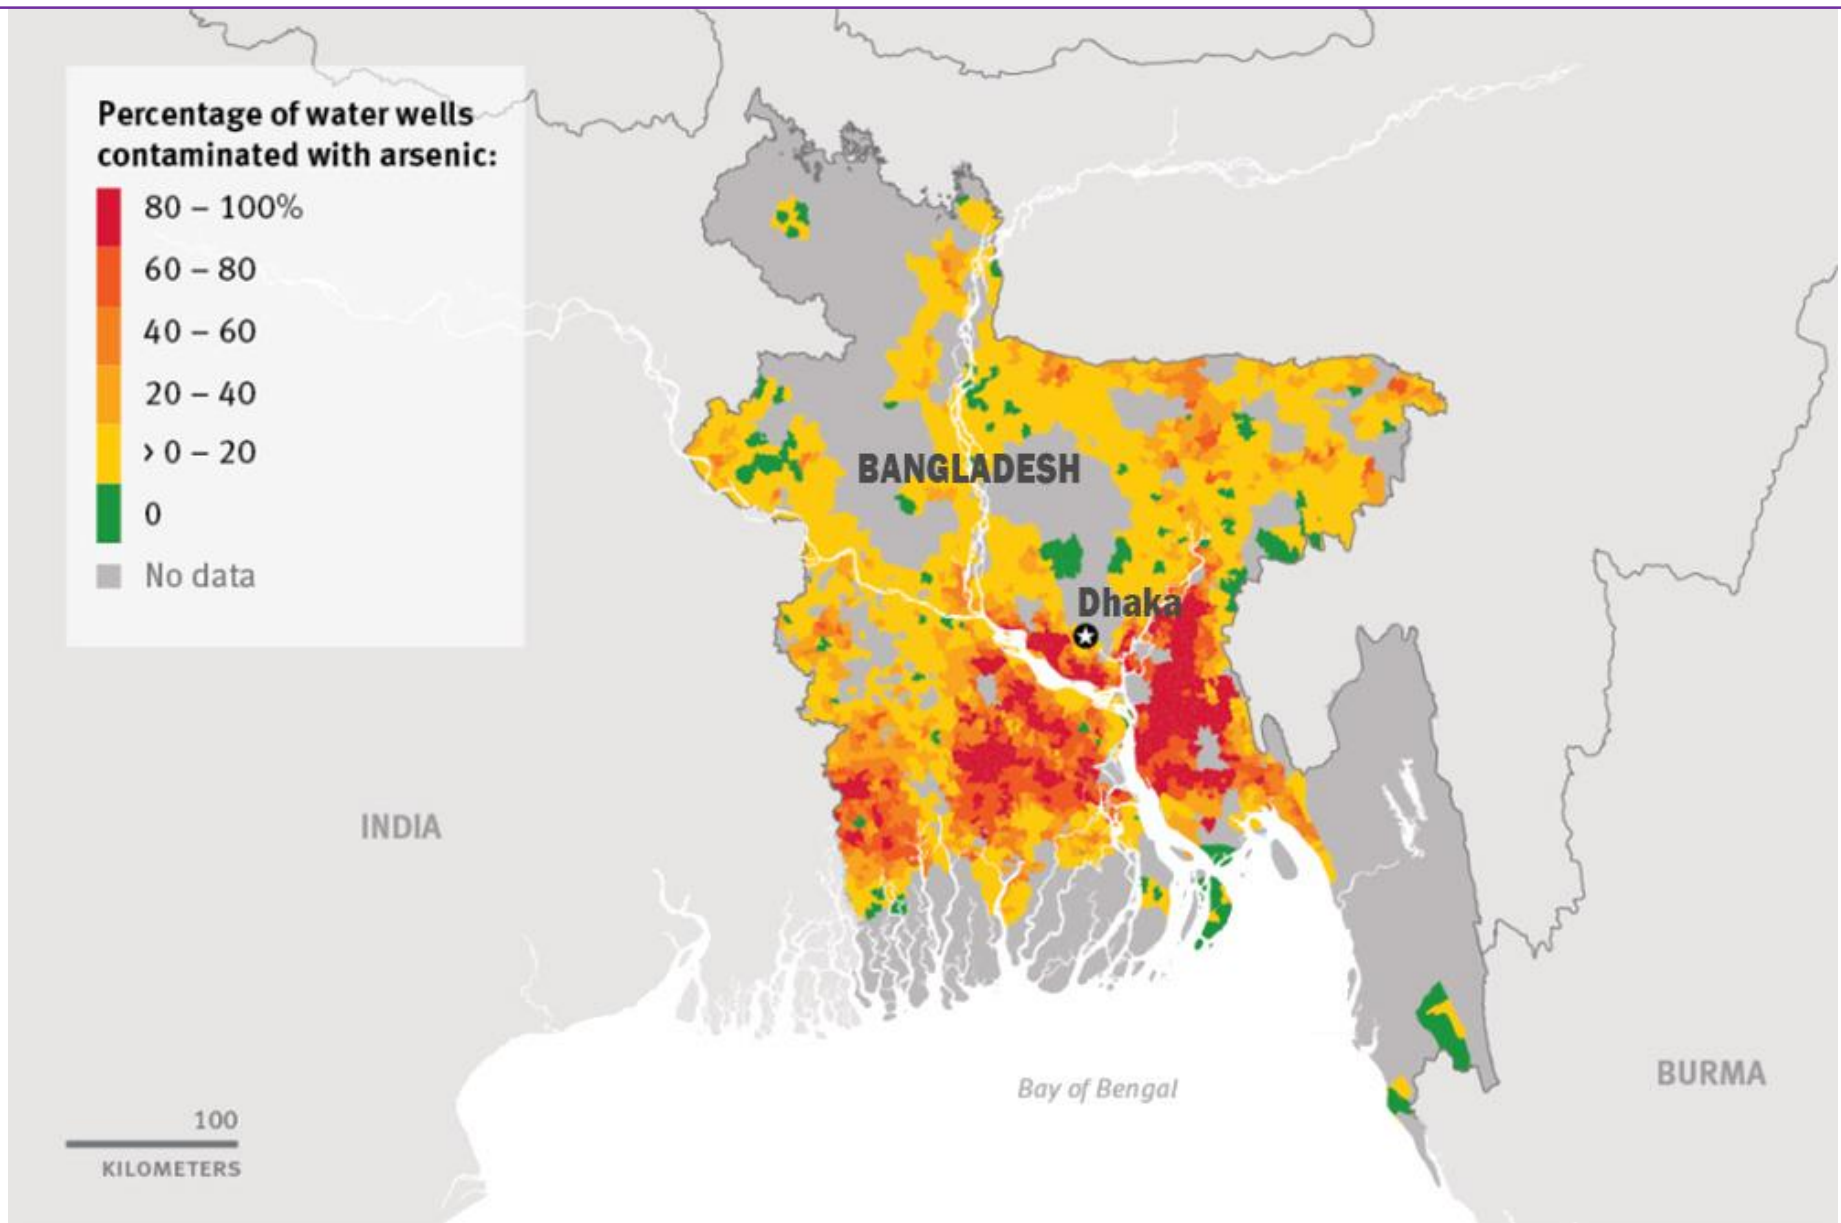 Percentage of water wells
contaminated with arsenic:
80 – 100%
60 – 80
40 – 60
20 – 40
> 0 – 20
0
No data
BANGLADESH
Dhaka
INDIA
BURMA
Bay of Bengal
100
KILOMETERS